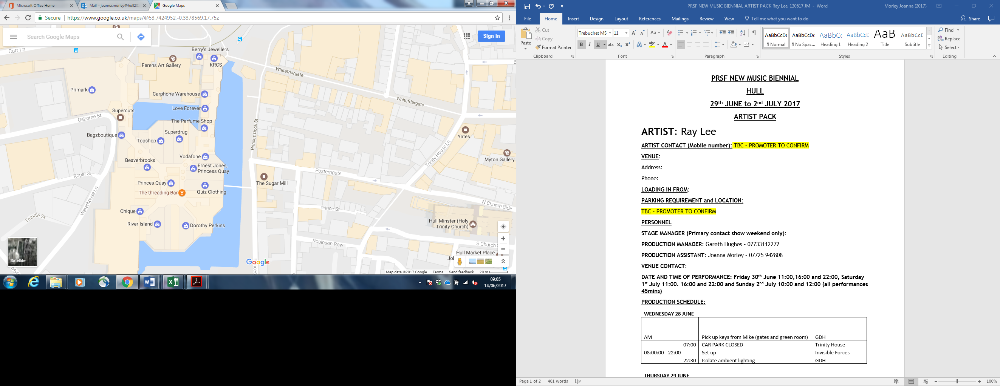 Microsoft Office Home
Mail – joanna.morley@hull20
Google Maps
Secure
https://www.google.co.uk/maps/@53.7424952,-0.3378569,17.75z
Search Google Maps
Sign in
Carr Ln
Berry's Jewellers
KRCS
Ferens Art Gallery
Whitefriargate
Primark
Carphone Warehouse
Whitefriargate
Love Forever
Supercuts
Osborne St
The Perfume Shop
Superdrug
Bagzboutique
Topshop
Princes Dock St
Yates
Trinity House Ln
Vodafone
Beaverbrooks
Myton Gallery
Ernest Jones,
Princess Quay
Posterngate
Roper St
Princes Quay
The Sugar Mill
The threading Bar
Quiz Clothing
Waterhouse Ln
N Church Side
Prince St
Chique
Trundle St
River Island
Dorothy Perkins
Hull Minster (Holy
Trinity Church)
Robinson Row
S Church
Hull Market Place
Satellite
Google
Map data ©2017 Google
Terms
Send feedback
20 m
09:05
14/06/2017
PRSF NEW MUSIC BIENNIAL ARTIST PACK Ray Lee 130617 JM - Word
Morley Joanna (2017)
File
Home
Insert
Design
Layout
References
Mailings
Review
View
Tell me what you want to do
Share
Paste
Cut
Copy
Format Painter
Clipboard
Trebuchet MS
11
Font
Paragraph
AaBbCcDc
¶ Normal
AaBbCcDc
¶ No Spac...
AaBbCc
Heading 1
AaBbCcD
Heading 2
AaB
Title
AaBbCcD
Subtitle
Styles
Find
Replace
Select
Editing
PRSF NEW MUSIC BIENNIAL
HULL
29th JUNE to 2nd JULY 2017
ARTIST PACK
ARTIST: Ray Lee
ARTIST CONTACT (Mobile number): TBC - PROMOTER TO CONFIRM
VENUE:
Address:
Phone:
LOADING IN FROM:
PARKING REQUIREMENT and LOCATION:
TBC - PROMOTER TO CONFIRM
PERSONNEL
STAGE MANAGER (Primary contact show weekend only):
PRODUCTION MANAGER: Gareth Hughes - 07733112272
PRODUCTION ASSISTANT: Joanna Morley - 07725 942808
VENUE CONTACT:
DATE AND TIME OF PERFORMANCE: Friday 30th June 11:00,16:00 and 22:00, Saturday
1st July 11:00. 16:00 and 22:00 and Sunday 2nd July 10:00 and 12:00 (all performances
45mins)
PRODUCTION SCHEDULE:
WEDNESDAY 28 JUNE
AM Pick up keys from Mike (gates and green room) GDH
07:00 CAR PARK CLOSED Trinity House
08:00:00 - 22:00 Set up Invisible Forces
22:30 Isolate ambient lighting GDH
THURSDAY 29 JUNE
Page 1 of 2
401 words
100%